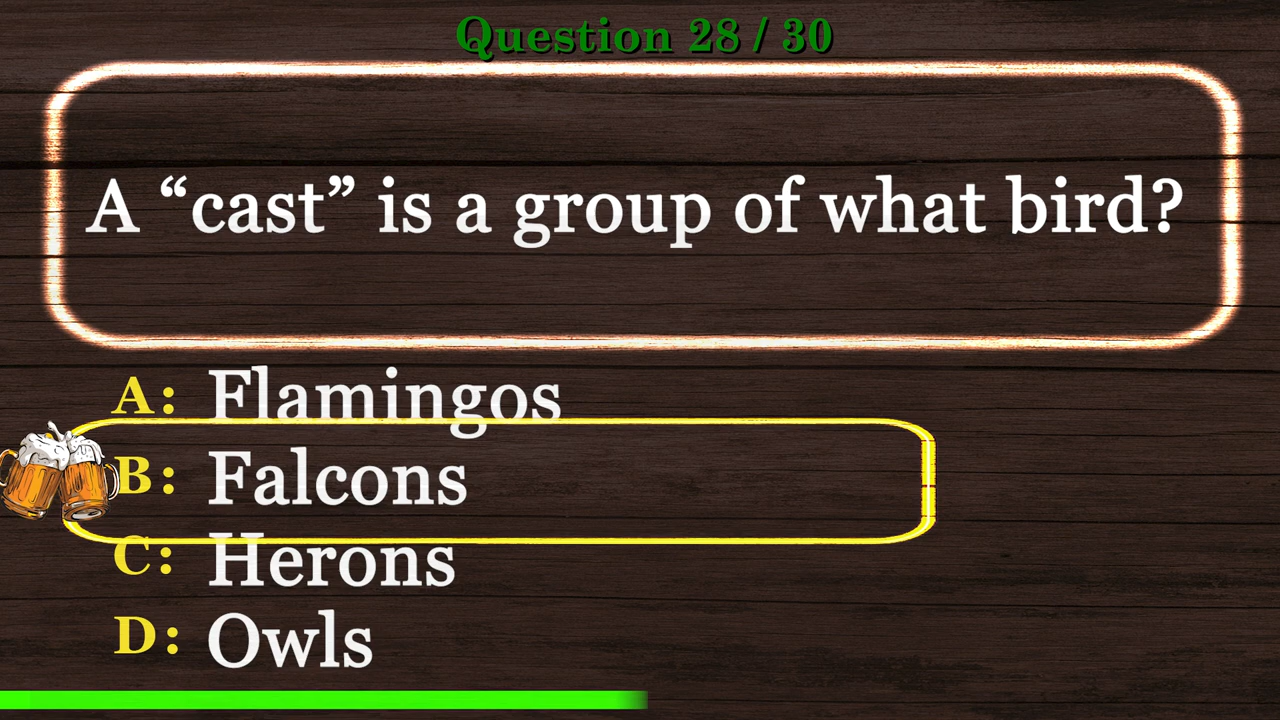 Question 28 / 30
A “cast” is a group of what bird?
A: Flamingos
B: Falcons
C: Herons
D: Owls